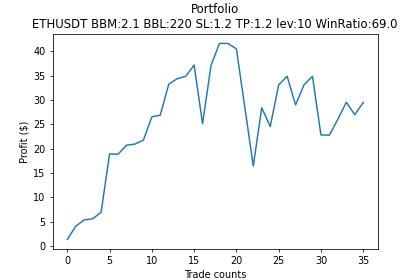 Portfolio
ETHUSDT BBM:2.1 BBL:220 SL:1.2 TP:1.2 lev:10 WinRatio:69.0
40
35
30
25
20
15
10
5
0
Profit ($)
0 5 10 15 20 25 30 35
Trade counts